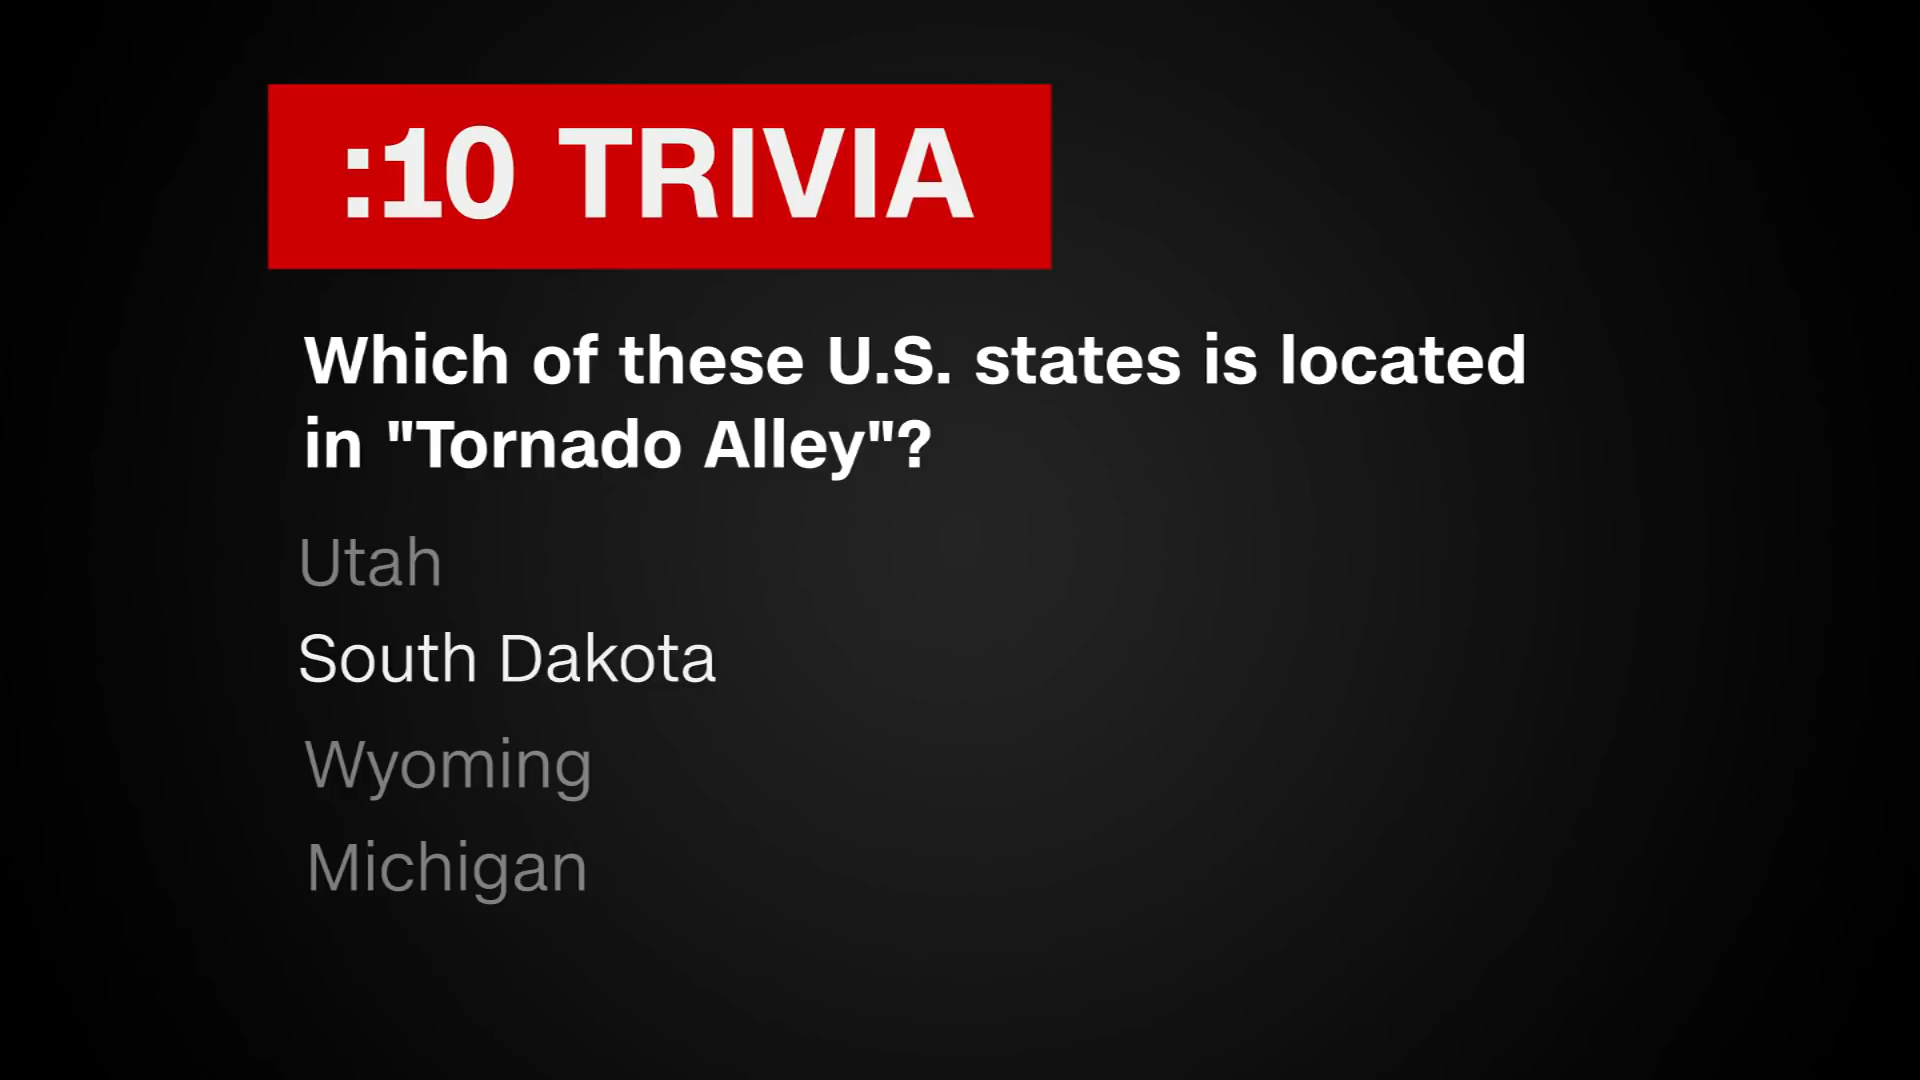 :10 TRIVIA
Which of these U.S. states is located
in "Tornado Alley"?
Utah
South Dakota
Wyoming
Michigan